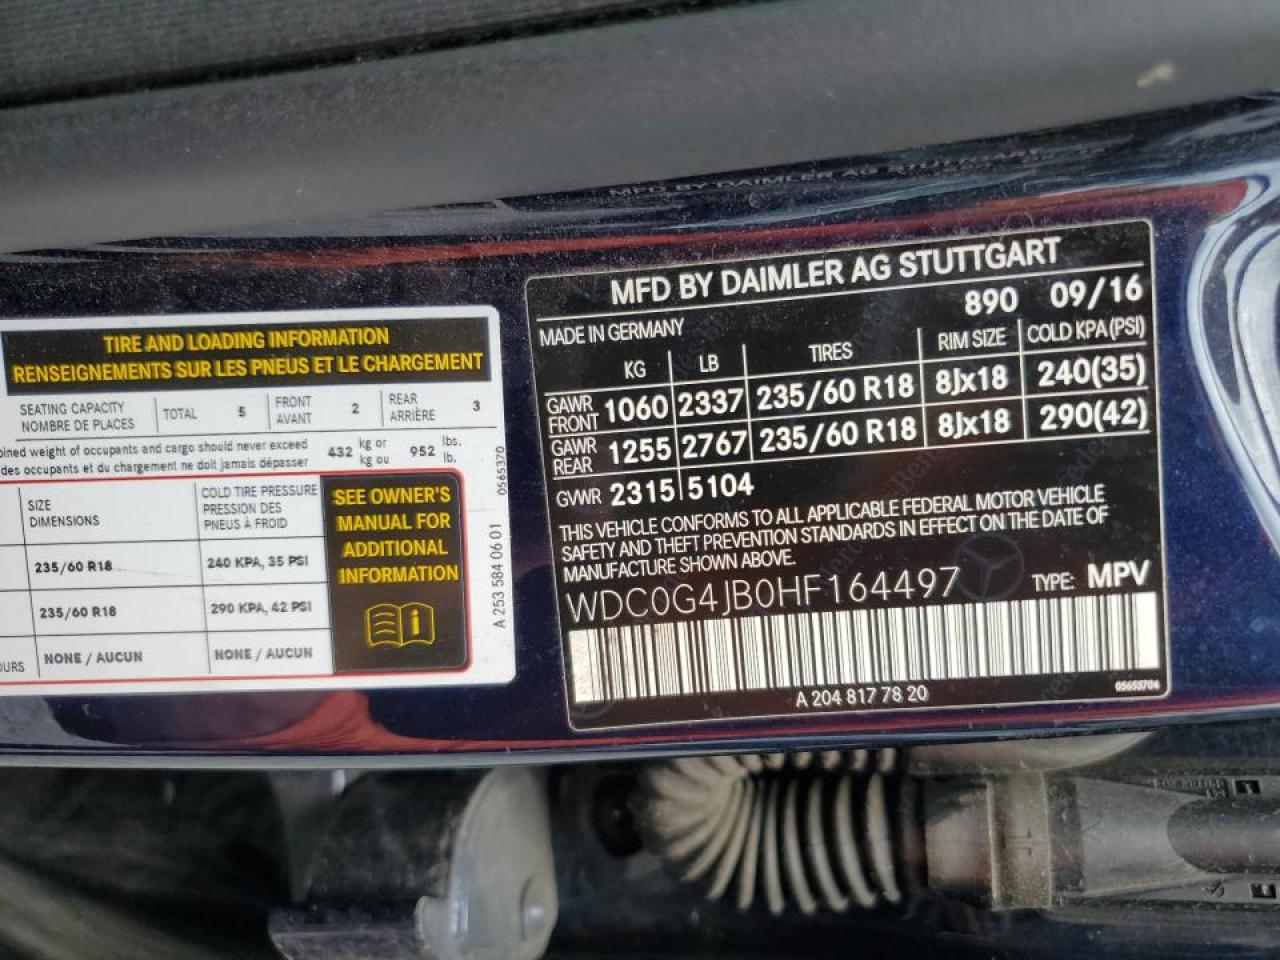 TIRE AND LOADING INFORMATION
RENSEIGNEMENTS SUR LES PNEUS ET LE CHARGEMENT
SEATING CAPACITY
NOMBRE DE PLACES
TOTAL 5
FRONT
AVANT 2
REAR
ARRIÈRE 3
weight of occupants and cargo should never exceed
des occupants et du chargement ne doit jamais dépasser
432 kg or
kg ou
952 lbs.
lb.
SIZE
DIMENSIONS
COLD TIRE PRESSURE
PRESSION DES
PNEUS À FROID
235/60 R18 240 KPA, 35 PSI
235/60 R18 290 KPA, 42 PSI
NONE / AUCUN NONE / AUCUN
SEE OWNER'S
MANUAL FOR
ADDITIONAL
INFORMATION
0565370
A 253 584 06 01
MFD BY DAIMLER AG STUTTGART
MFD BY DAIMLER AG STUTTGART
890 09/16
MADE IN GERMANY
KG LB TIRES RIM SIZE COLD KPA (PSI)
GAWR
FRONT 1060 2337 235/60 R18 8Jx18 240(35)
GAWR
REAR 1255 2767 235/60 R18 8Jx18 290(42)
GVWR 2315 5104
THIS VEHICLE CONFORMS TO ALL APPLICABLE FEDERAL MOTOR VEHICLE
SAFETY AND THEFT PREVENTION STANDARDS IN EFFECT ON THE DATE OF
MANUFACTURE SHOWN ABOVE.
WDC0G4JB0HF164497 TYPE: MPV
A 204 817 78 20
05653704